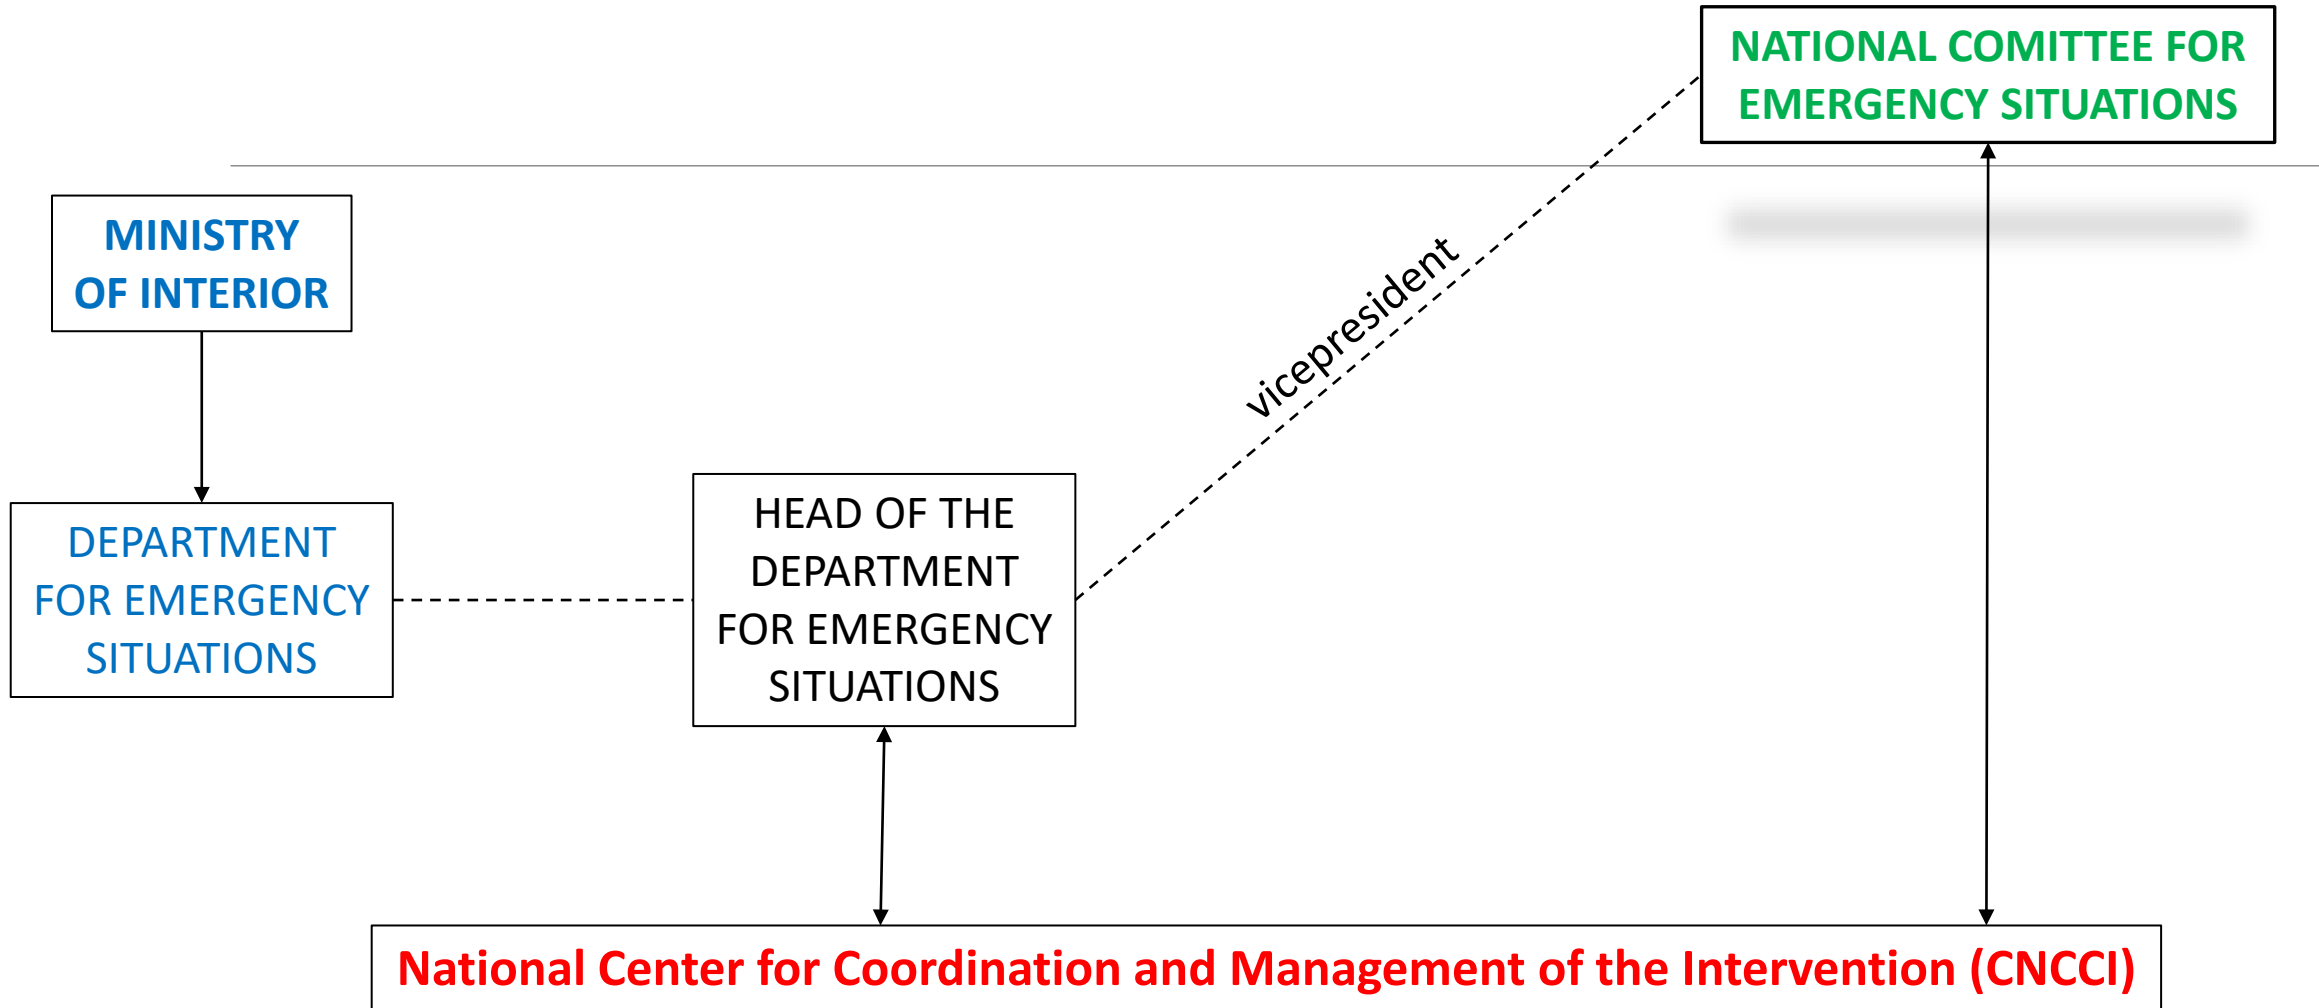 NATIONAL COMITTEE FOR
EMERGENCY SITUATIONS
MINISTRY
OF INTERIOR
vicepresident
DEPARTMENT
FOR EMERGENCY
SITUATIONS
HEAD OF THE
DEPARTMENT
FOR EMERGENCY
SITUATIONS
National Center for Coordination and Management of the Intervention (CNCCI)